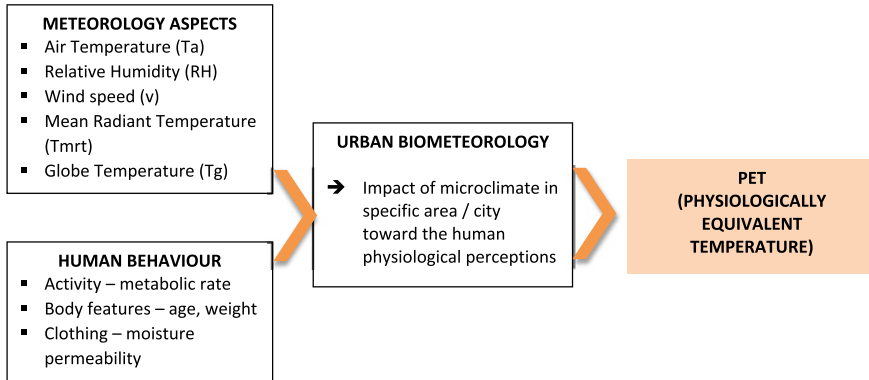 METEOROLOGY ASPECTS
▪ Air Temperature (Ta)
▪ Relative Humidity (RH)
▪ Wind speed (v)
▪ Mean Radiant Temperature
(Tmrt)
▪ Globe Temperature (Tg)
HUMAN BEHAVIOUR
▪ Activity – metabolic rate
▪ Body features – age, weight
▪ Clothing – moisture
permeability
URBAN BIOMETEOROLOGY
➔ Impact of microclimate in
specific area / city
toward the human
physiological perceptions
PET
(PHYSIOLOGICALLY
EQUIVALENT
TEMPERATURE)